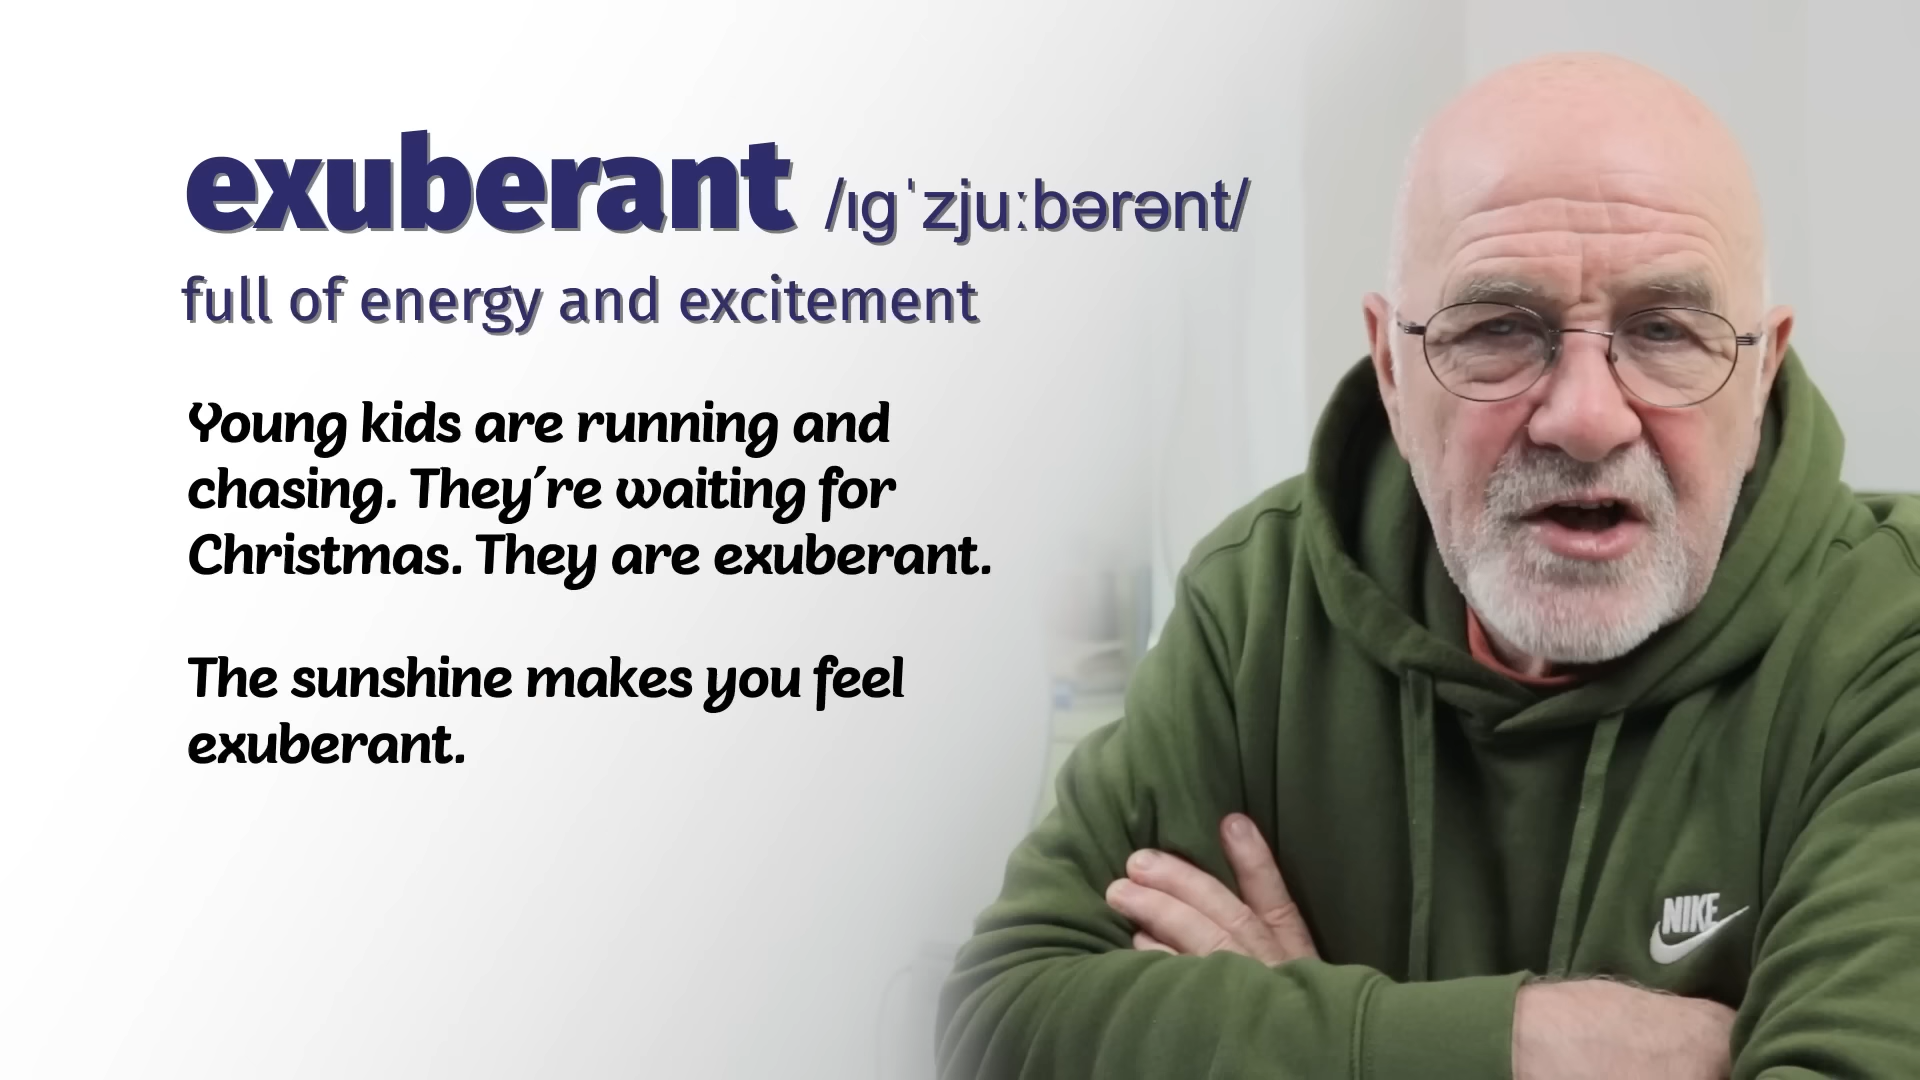 exuberant /ɪgˈzjuːbərənt/
full of energy and excitement
Young kids are running and
chasing. They're waiting for
Christmas. They are exuberant.
The sunshine makes you feel
exuberant.
NIKE